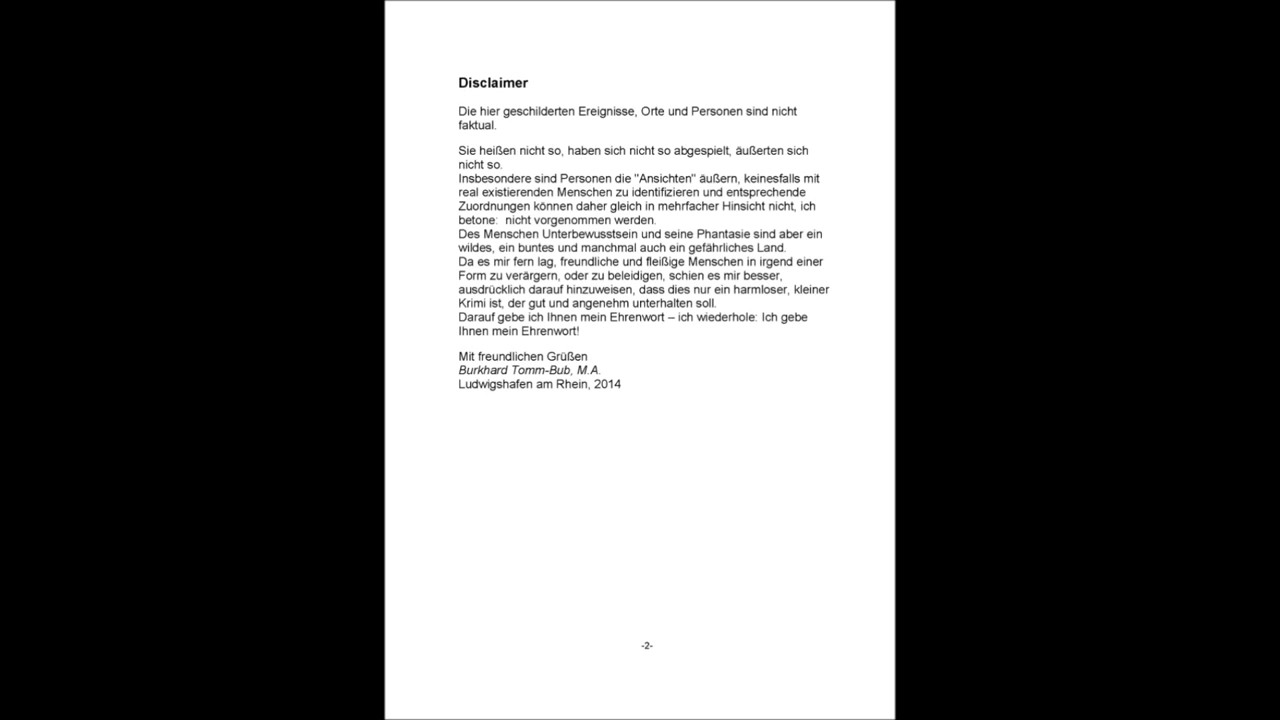 Disclaimer
Die hier geschilderten Ereignisse, Orte und Personen sind nicht
faktual.
Sie heißen nicht so, haben sich nicht so abgespielt, äußerten sich
nicht so.
Insbesondere sind Personen die "Ansichten" äußern, keinesfalls mit
real existierenden Menschen zu identifizieren und entsprechende
Zuordnungen können daher gleich in mehrfacher Hinsicht nicht, ich
betone:  nicht vorgenommen werden.
Des Menschen Unterbewusstsein und seine Phantasie sind aber ein
wildes, ein buntes und manchmal auch ein gefährliches Land.
Da es mir fern lag, freundliche und fleißige Menschen in irgend einer
Form zu verärgern, oder zu beleidigen, schien es mir besser,
ausdrücklich darauf hinzuweisen, dass dies nur ein harmloser, kleiner
Krimi ist, der gut und angenehm unterhalten soll.
Darauf gebe ich Ihnen mein Ehrenwort – ich wiederhole: Ich gebe
Ihnen mein Ehrenwort!
Mit freundlichen Grüßen
Burkhard Tomm-Bub, M.A.
Ludwigshafen am Rhein, 2014
-2-